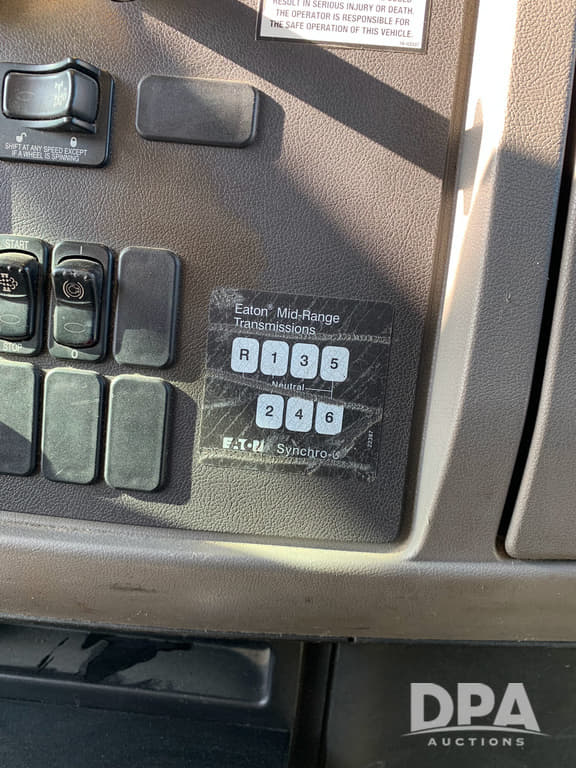 RESULT IN SERIOUS INJURY OR DEATH.
THE OPERATOR IS RESPONSIBLE FOR
THE SAFE OPERATION OF THIS VEHICLE.
SHIFT AT ANY SPEED EXCEPT
IF A WHEEL IS SPINNING
START
I
STOP
O
Eaton® Mid-Range
Transmissions
R 1 3 5
Neutral
2 4 6
EATON Synchro-6
DPA
AUCTIONS